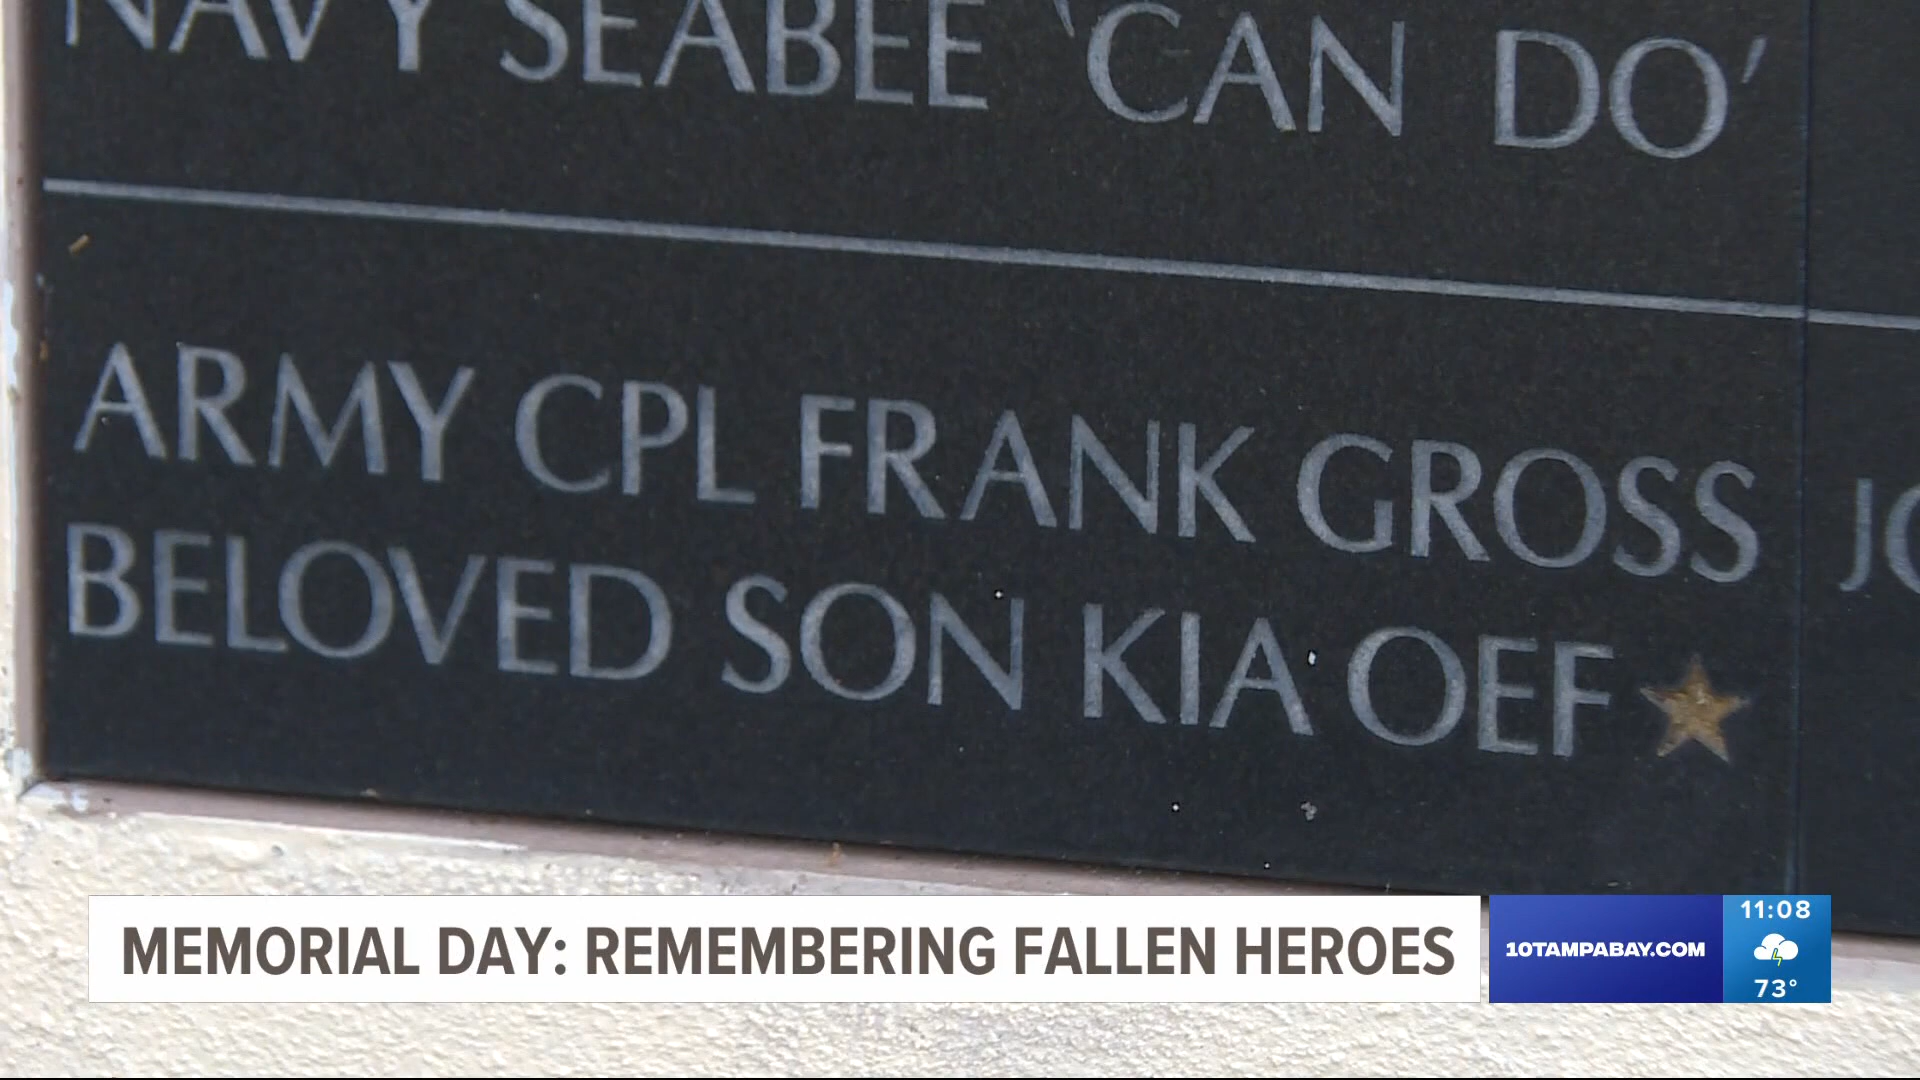 NAVY SEABEE 'CAN DO'
ARMY CPL FRANK GROSS
BELOVED SON KIA OEF
MEMORIAL DAY: REMEMBERING FALLEN HEROES
10TAMPABAY.COM
11:08
73°